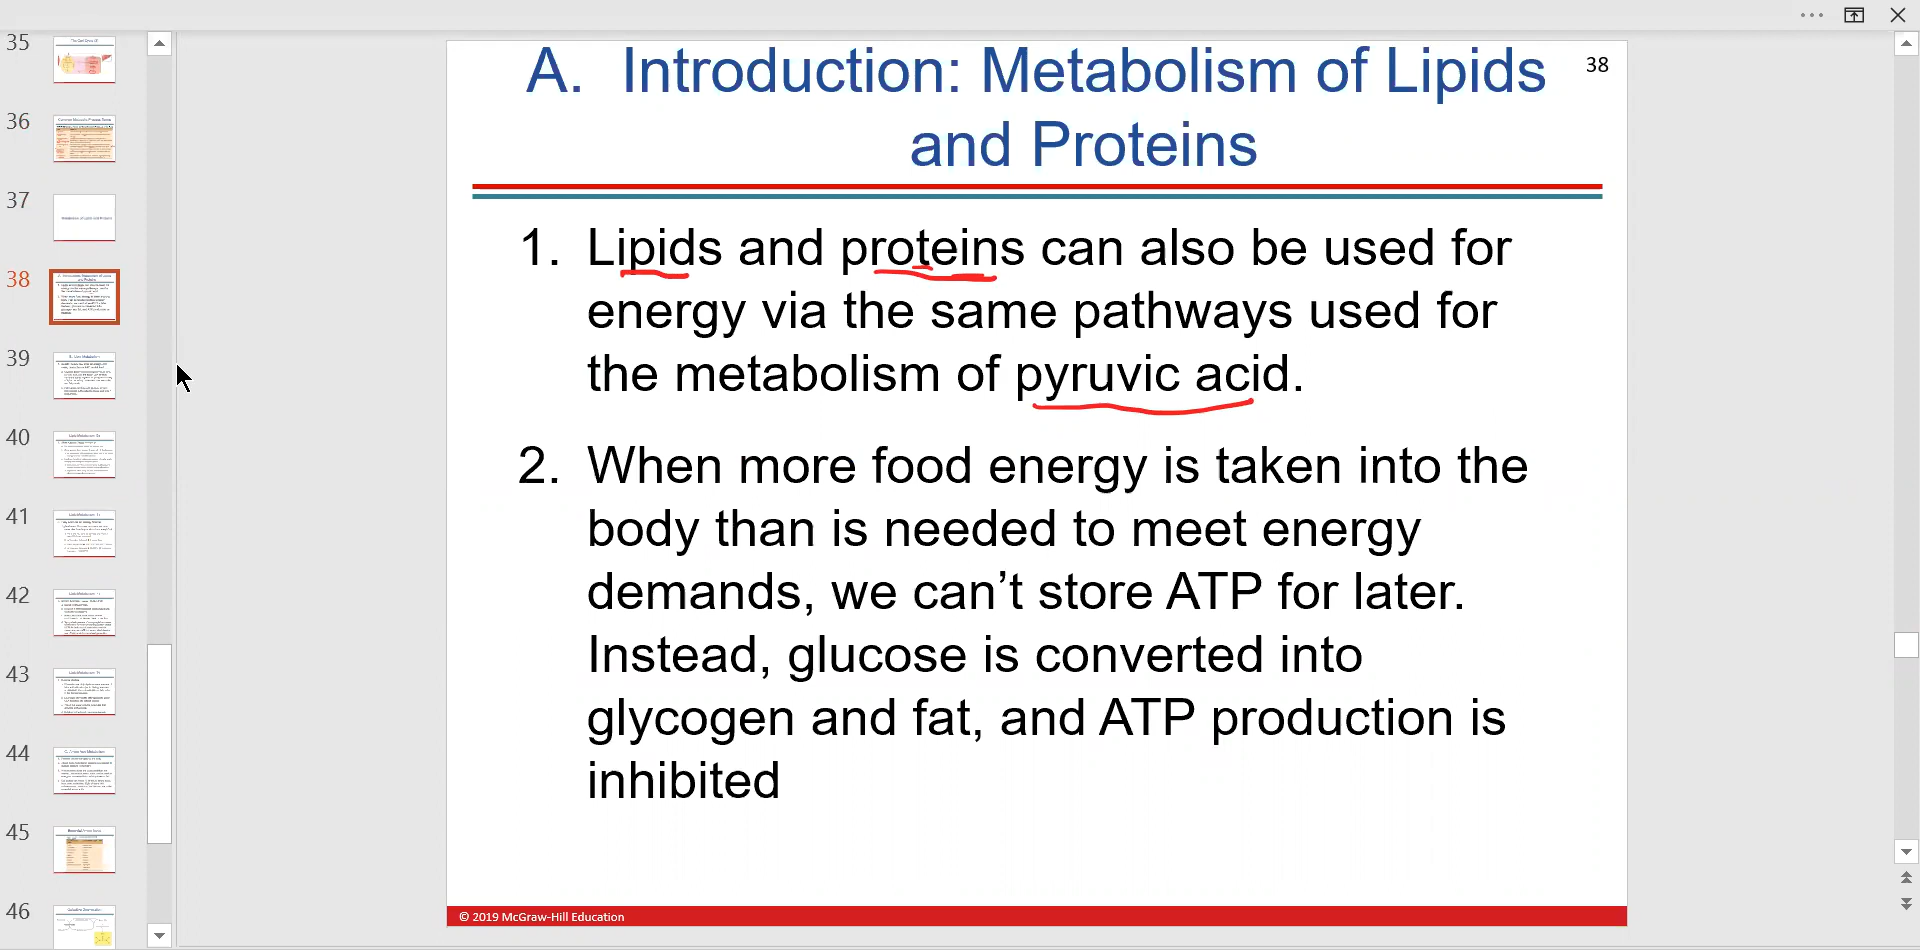 35
36
37
38
39
40
41
42
43
44
45
46
A. Introduction: Metabolism of Lipids
and Proteins
38
1. Lipids and proteins can also be used for
energy via the same pathways used for
the metabolism of pyruvic acid.
2. When more food energy is taken into the
body than is needed to meet energy
demands, we can’t store ATP for later.
Instead, glucose is converted into
glycogen and fat, and ATP production is
inhibited
© 2019 McGraw-Hill Education